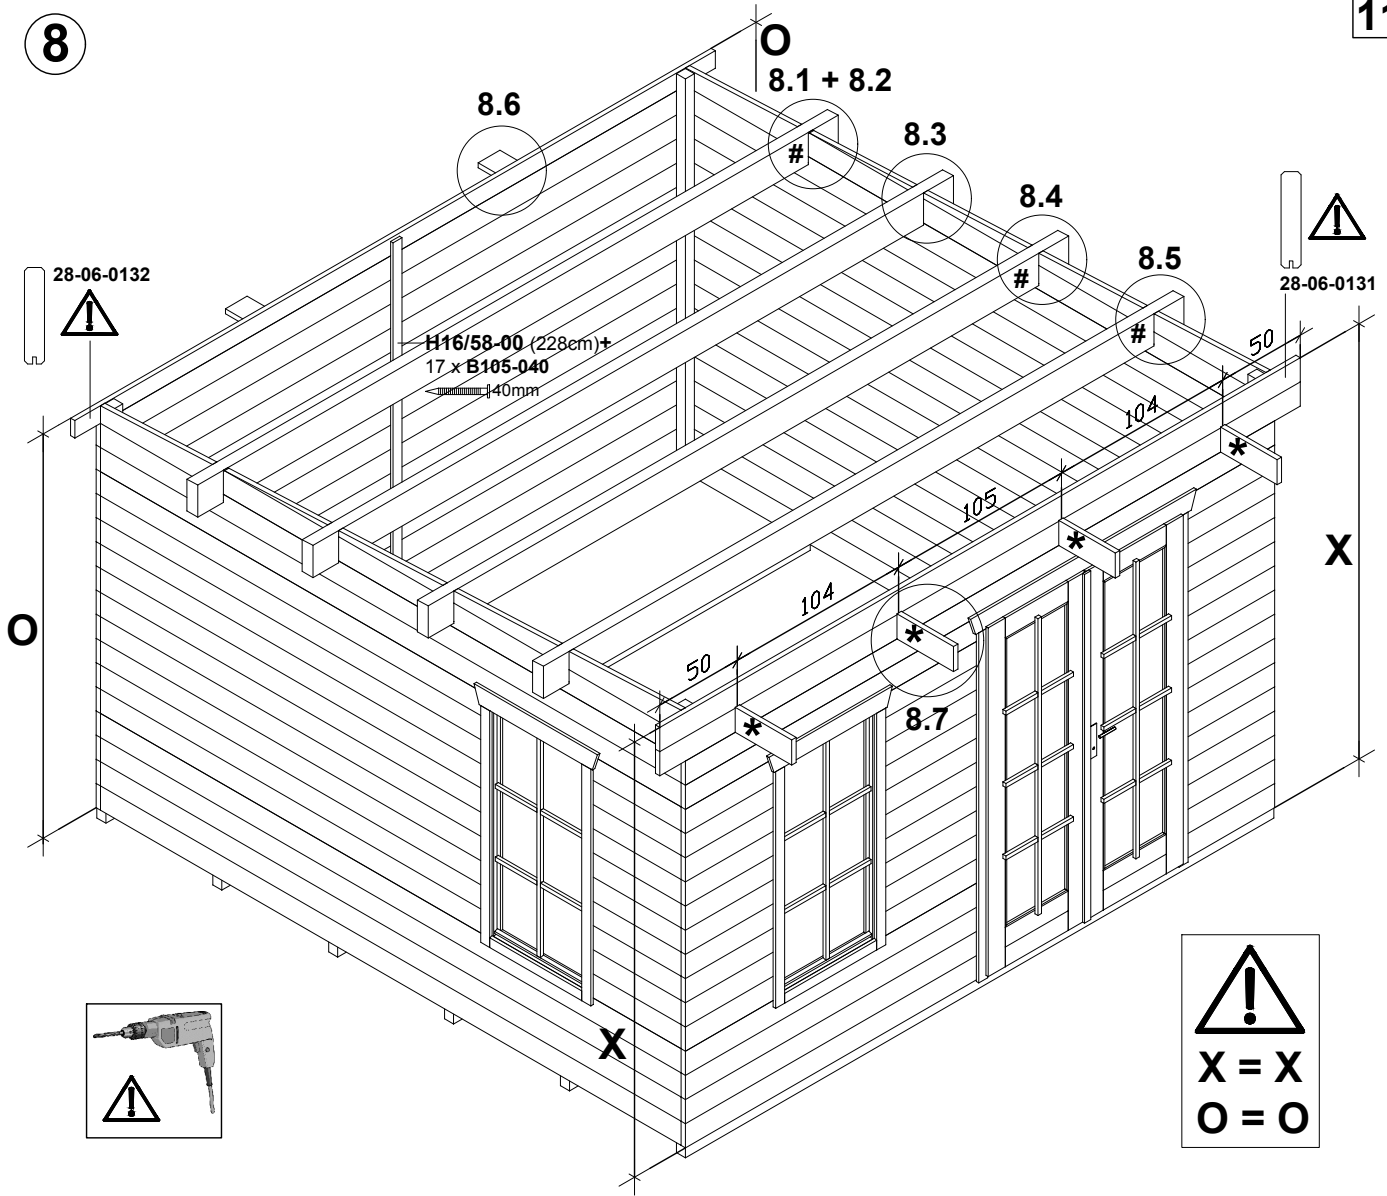 8
O
11
8.1 + 8.2
8.6
#
8.3
8.4
#
8.5
#
28-06-0132
28-06-0131
H16/58-00 (228cm)+
17 x B105-040
40mm
50
104
105
104
50
*
*
*
*
O
X
8.7
X
X = X
O = O